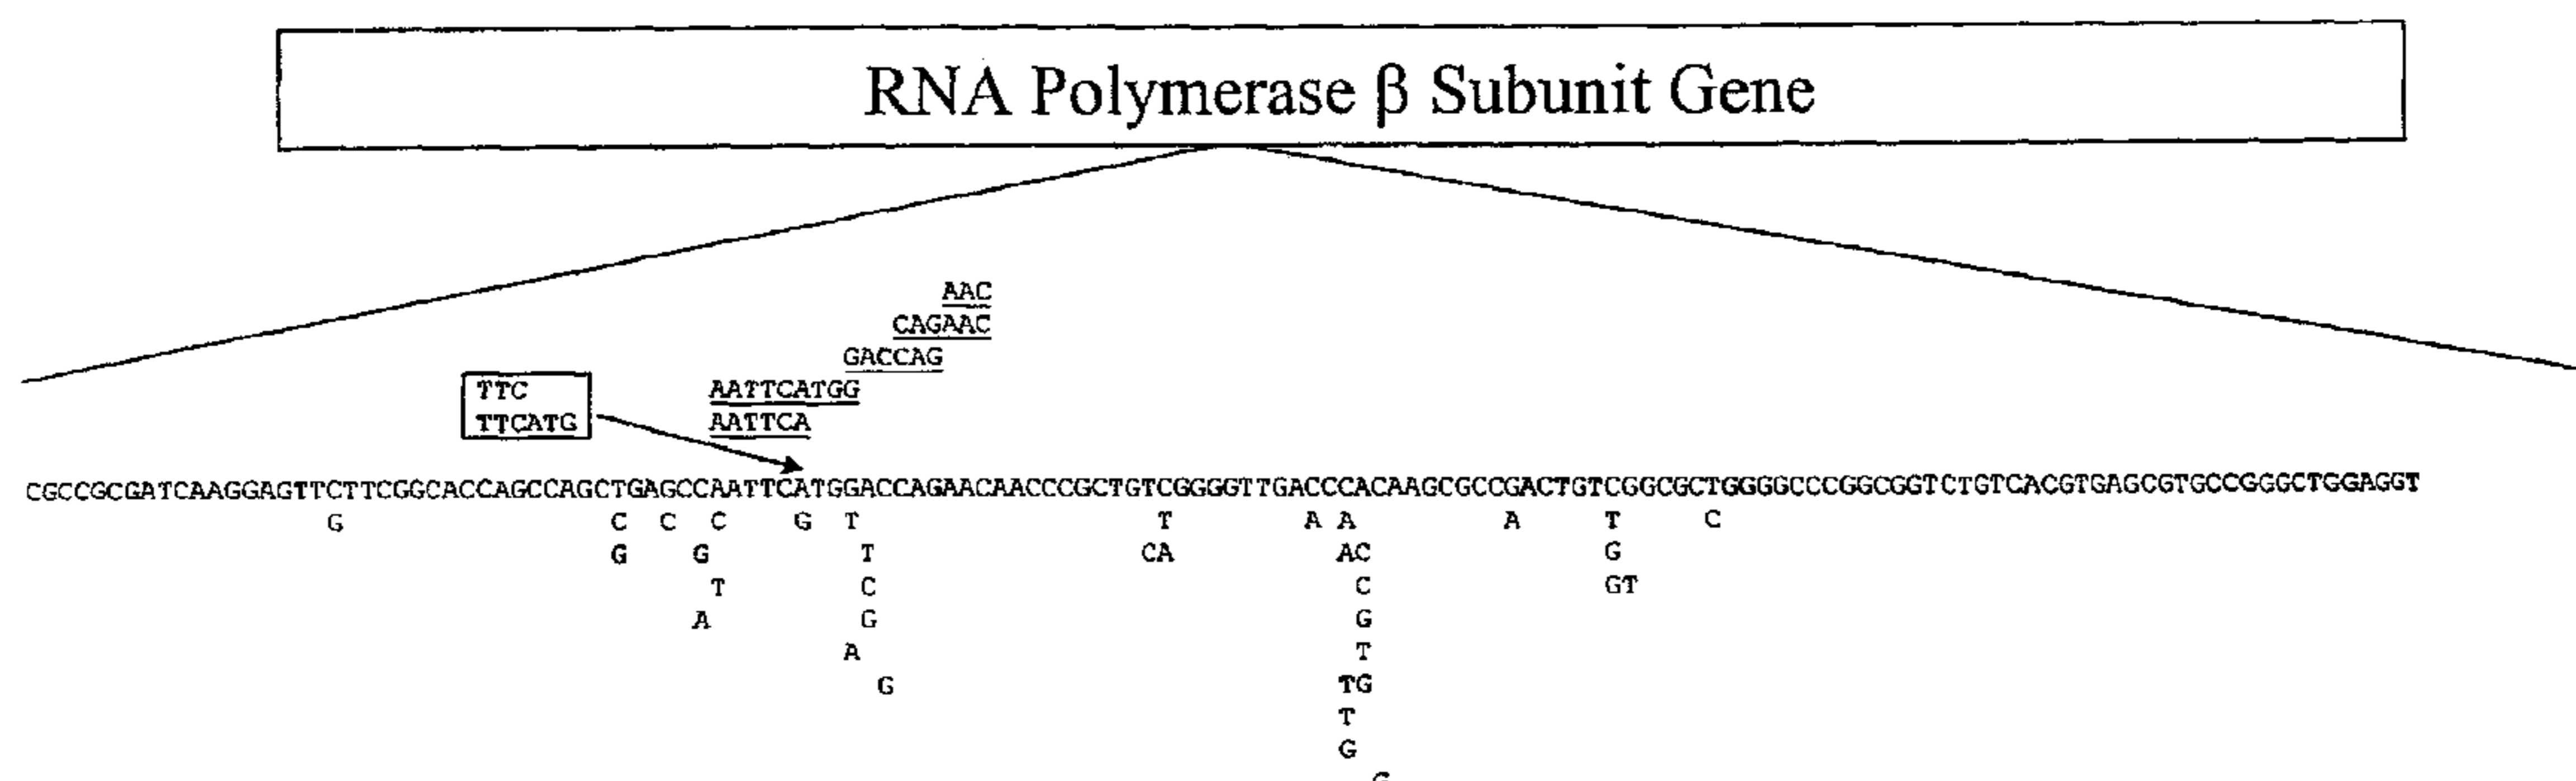 RNA Polymerase β Subunit Gene
AAC
CAGAAC
GACCAG
TTC AATTCATGG
TTCATG AATTCA
CGCCGCGATCAAGGAGTTCTTCGGCACCAGCCAGCTGAGCCAATTCATGGACCAGAACAACCCGCTGTCGGGGTTGACCCACAAGCGCCGACTGTCGGCGCTGGGGCCCGGCGGTCTGTCACGTGAGCGTGCCGGGCTGGAGGT
G C C C G T T A A A T C
G G T CA AC G
T C C GT
A G G
A T
G TG
T
G